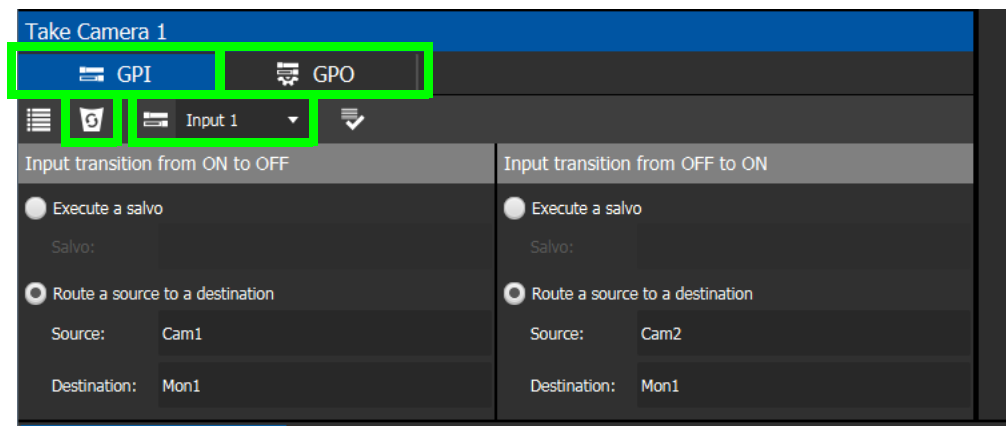 Take Camera 1
GPI GPO
Input 1
Input transition from ON to OFF Input transition from OFF to ON
Execute a salvo Execute a salvo
Salvo: Salvo:
Route a source to a destination Route a source to a destination
Source: Cam1 Source: Cam2
Destination: Mon1 Destination: Mon1